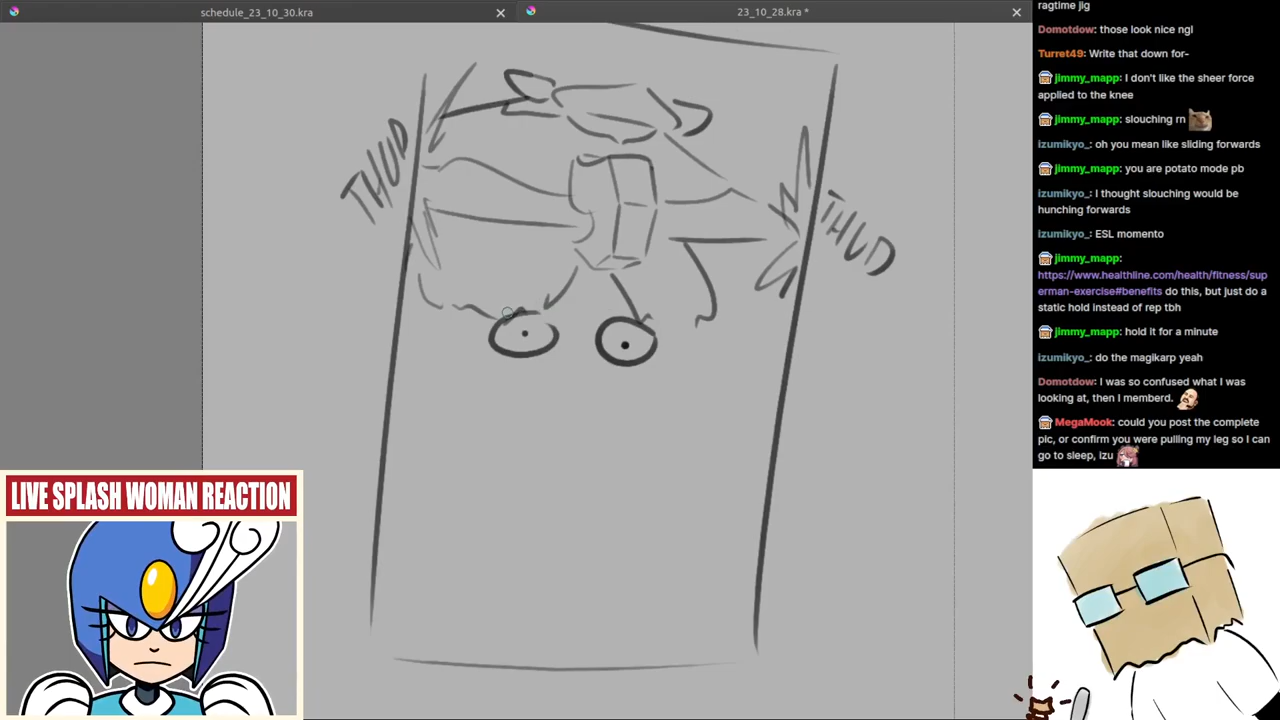 schedule_23_10_30.kra
23_10_28.kra *
ragtime jig
Domotdow: those look nice ngl
Turret49: Write that down for-
jimmy_mapp: I don't like the sheer force
applied to the knee
jimmy_mapp: slouching rn
izumikyo_: oh you mean like sliding forwards
jimmy_mapp: you are potato mode pb
izumikyo_: I thought slouching would be
hunching forwards
izumikyo_: ESL momento
jimmy_mapp:
https://www.healthline.com/health/fitness/sup
erman-exercise#benefits do this, but just do a
static hold instead of rep tbh
jimmy_mapp: hold it for a minute
izumikyo_: do the magikarp yeah
Domotdow: I was so confused what I was
looking at, then I memberd.
MegaMook: could you post the complete
pic, or confirm you were pulling my leg so I can
go to sleep, izu
THUD
THUD
LIVE SPLASH WOMAN REACTION